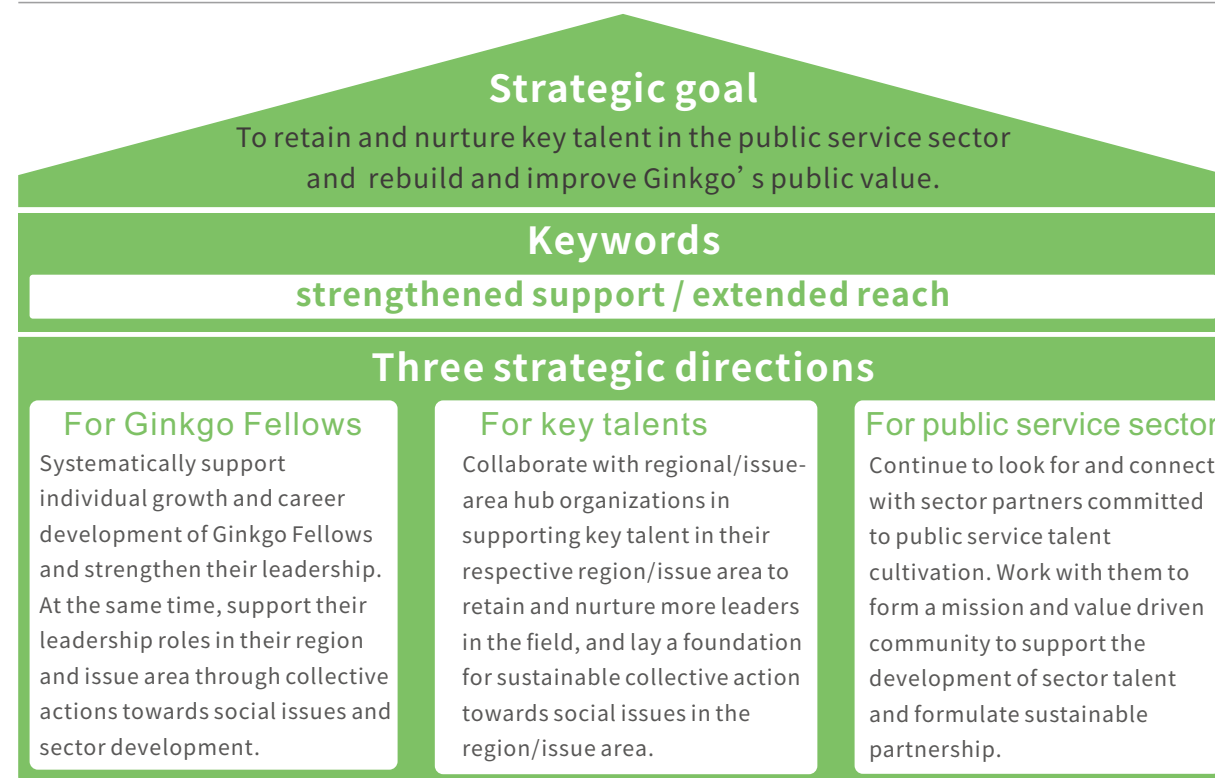 Strategic goal
To retain and nurture key talent in the public service sector
and rebuild and improve Ginkgo’s public value.
Keywords
strengthened support / extended reach
Three strategic directions
For Ginkgo Fellows
Systematically support
individual growth and career
development of Ginkgo Fellows
and strengthen their leadership.
At the same time, support their
leadership roles in their region
and issue area through collective
actions towards social issues and
sector development.
For key talents
Collaborate with regional/issue-
area hub organizations in
supporting key talent in their
respective region/issue area to
retain and nurture more leaders
in the field, and lay a foundation
for sustainable collective action
towards social issues in the
region/issue area.
For public service sector
Continue to look for and connect
with sector partners committed
to public service talent
cultivation. Work with them to
form a mission and value driven
community to support the
development of sector talent
and formulate sustainable
partnership.